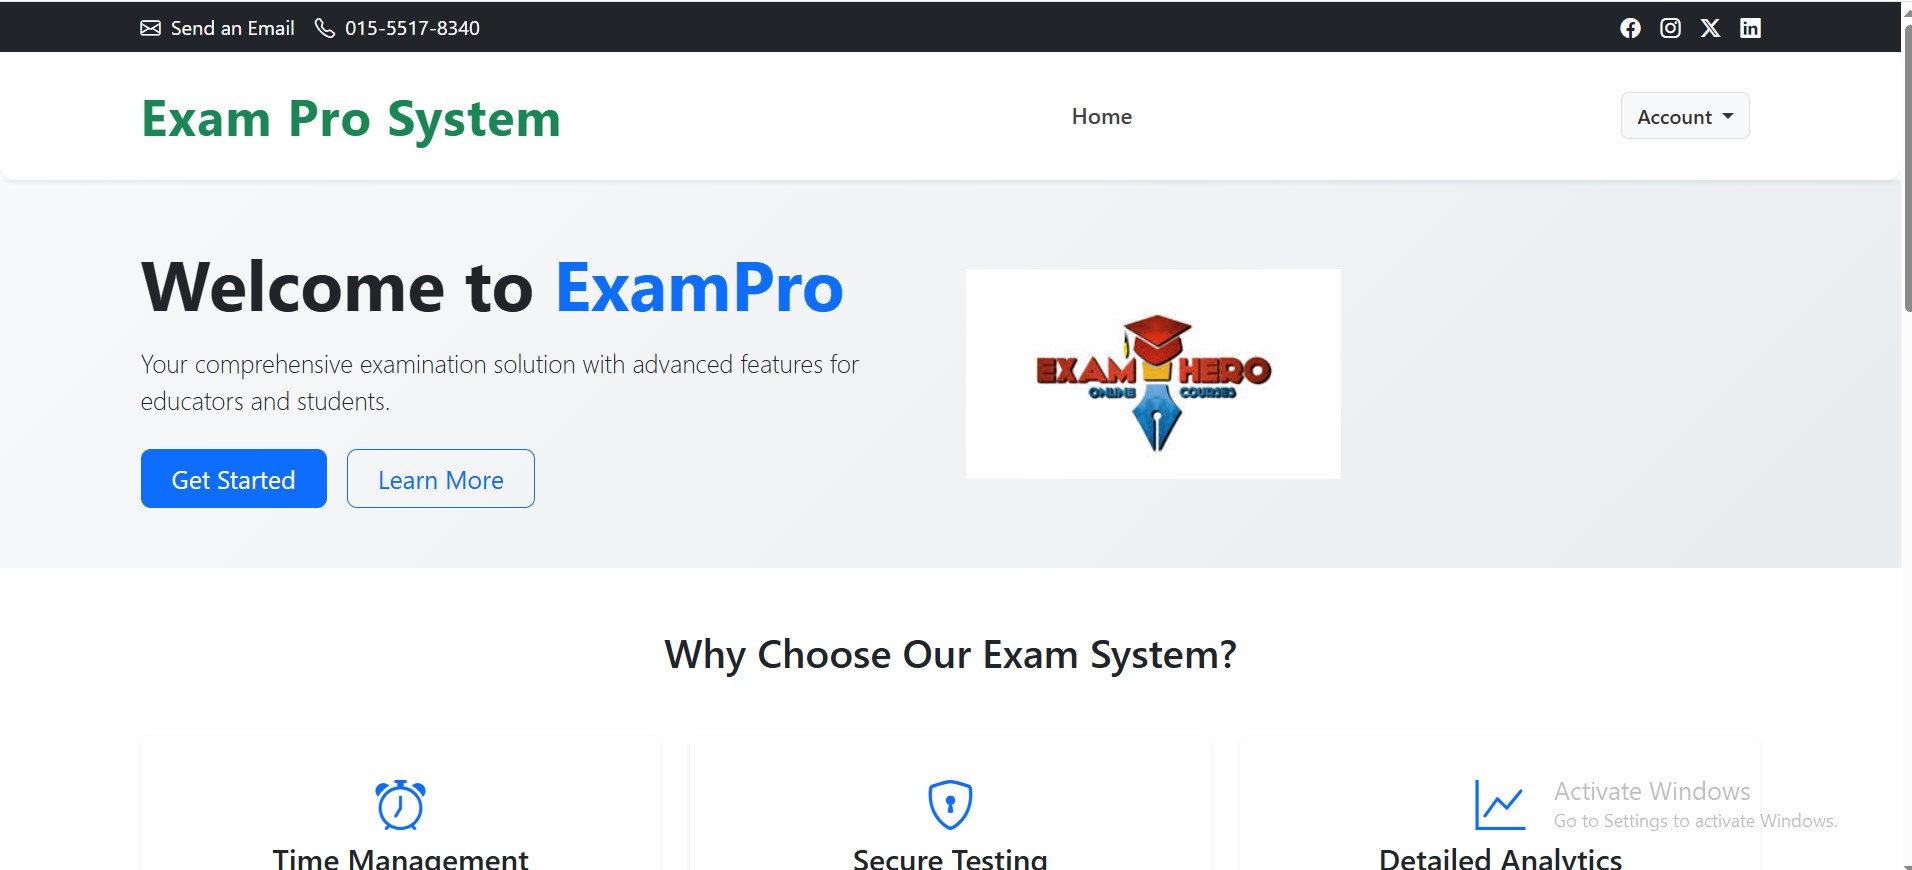 Send an Email 015-5517-8340
Exam Pro System
Home
Account
Welcome to ExamPro
Your comprehensive examination solution with advanced features for
educators and students.
Get Started
Learn More
EXAM HERO
ONLINE COURSES
Why Choose Our Exam System?
Time Management
Secure Testing
Detailed Analytics
Activate Windows
Go to Settings to activate Windows.